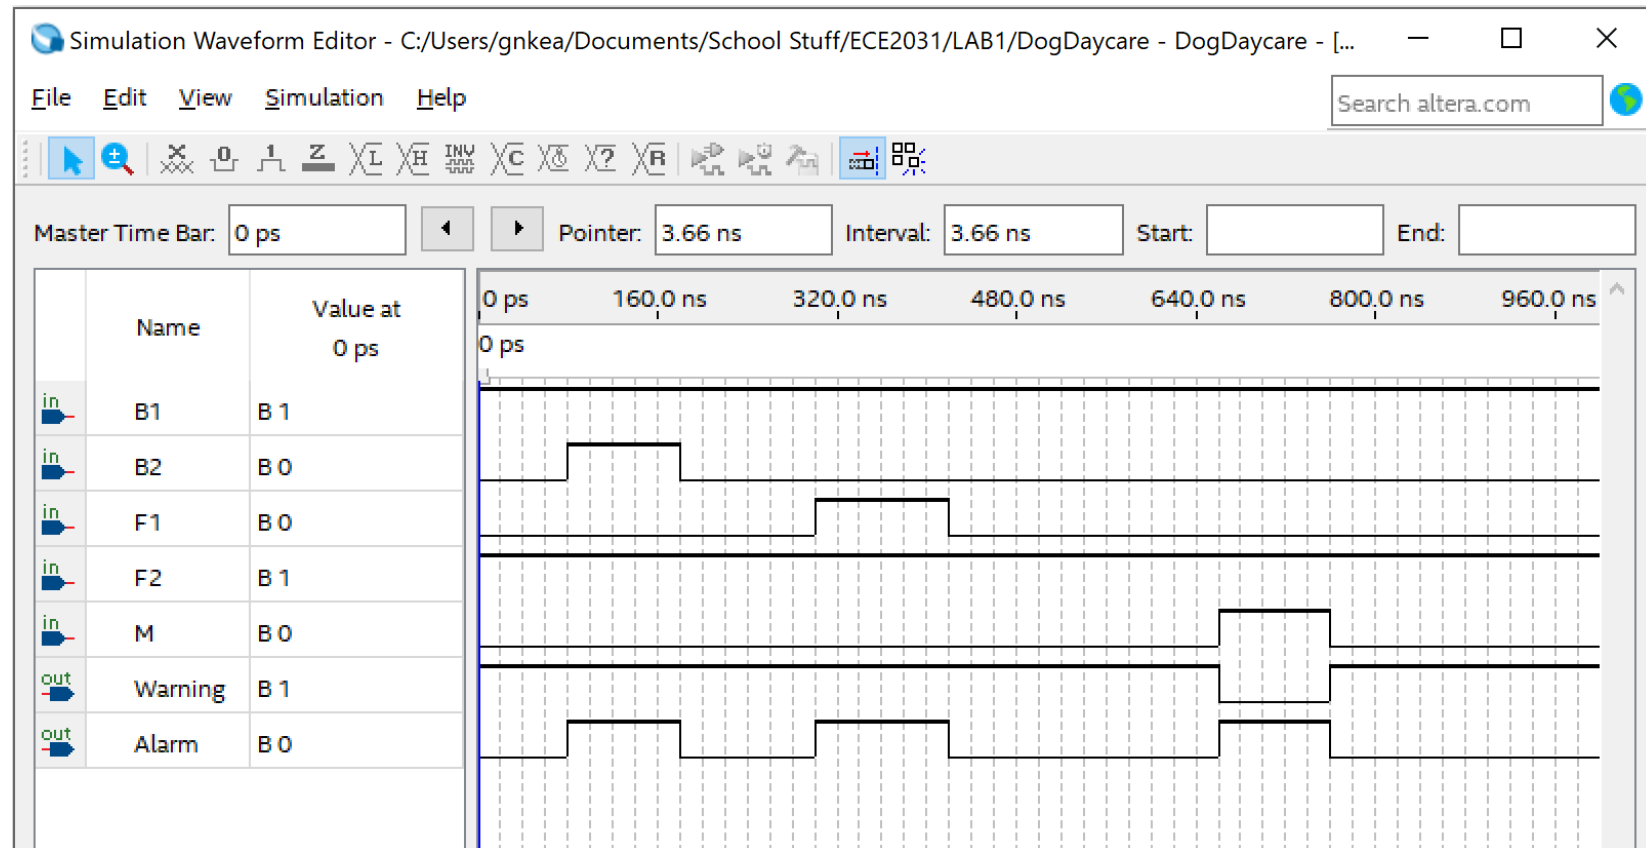 Simulation Waveform Editor - C:/Users/gnkea/Documents/School Stuff/ECE2031/LAB1/DogDaycare - DogDaycare - [...
File Edit View Simulation Help
Search altera.com
X 0 1 Z L H INV C ? R
Master Time Bar: 0 ps Pointer: 3.66 ns Interval: 3.66 ns Start: End:
Name Value at
0 ps
0 ps 160.0 ns 320.0 ns 480.0 ns 640.0 ns 800.0 ns 960.0 ns
0 ps
in B1 B 1
in B2 B 0
in F1 B 0
in F2 B 1
in M B 0
out Warning B 1
out Alarm B 0